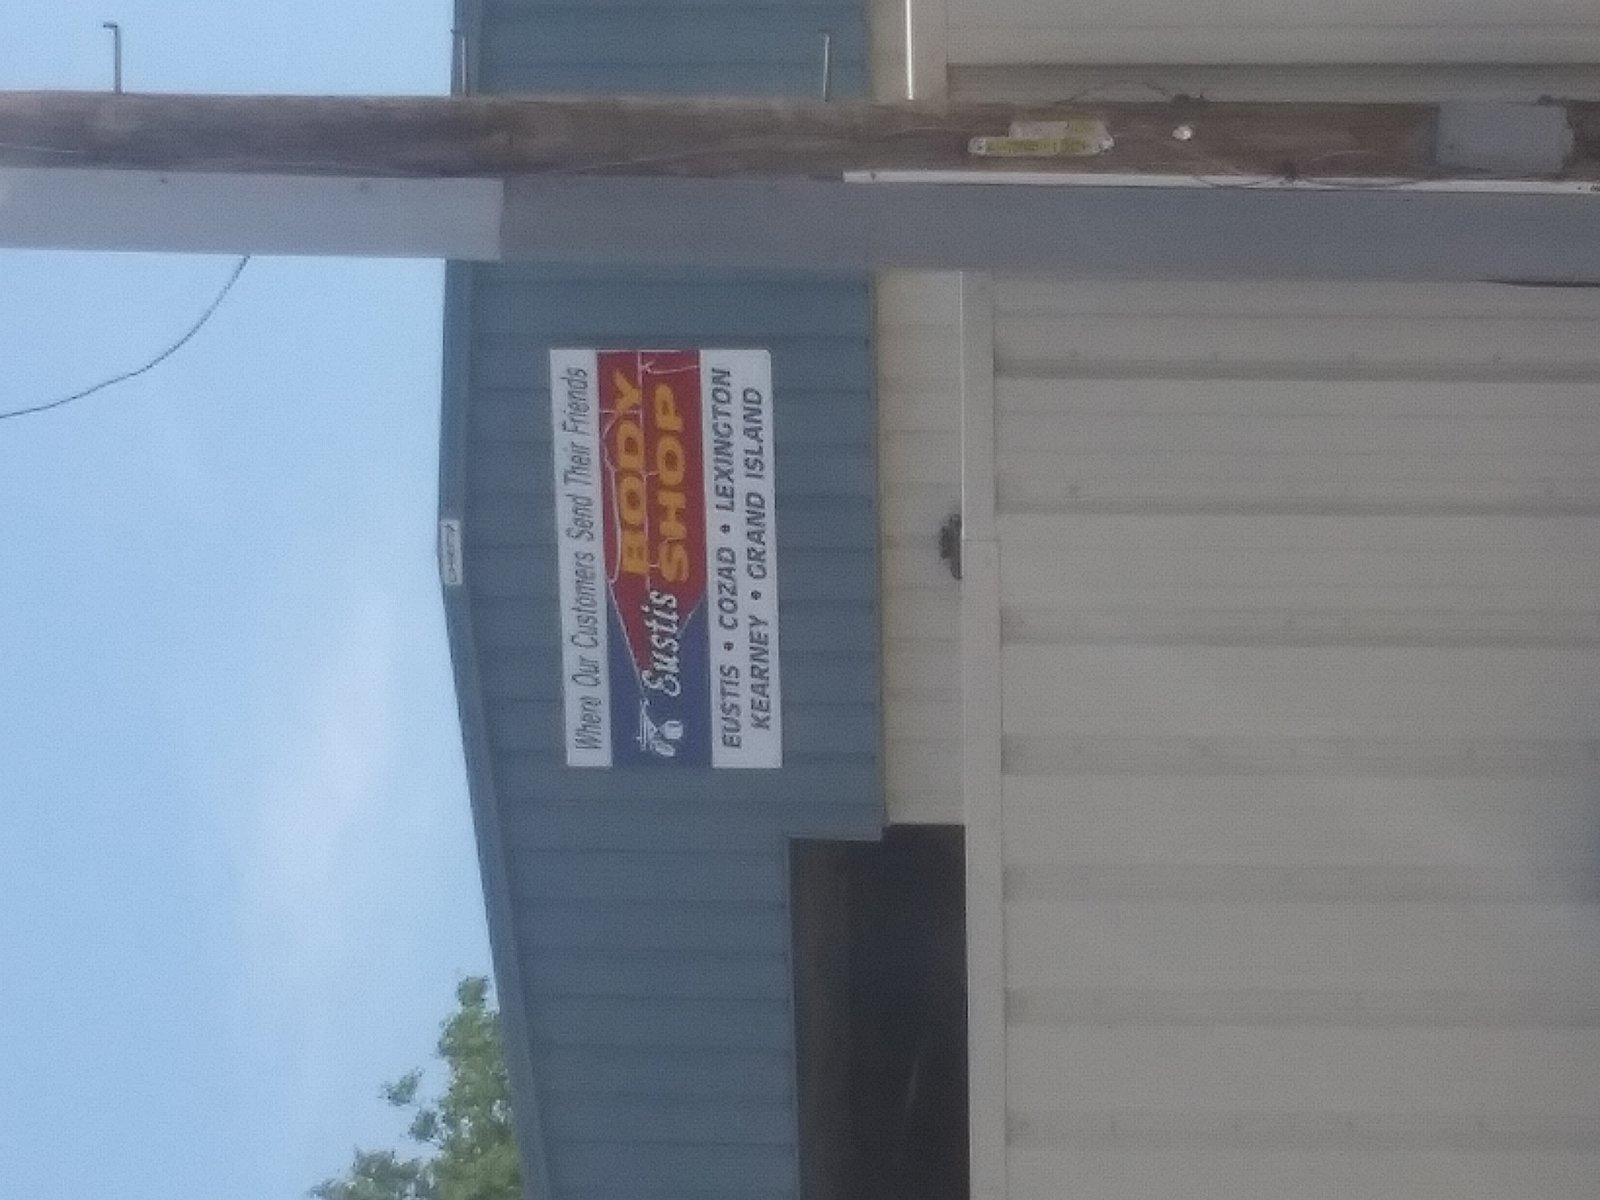 Where Our Customers Send Their Friends
Eustis BODY
SHOP
EUSTIS • COZAD • LEXINGTON
KEARNEY • GRAND ISLAND